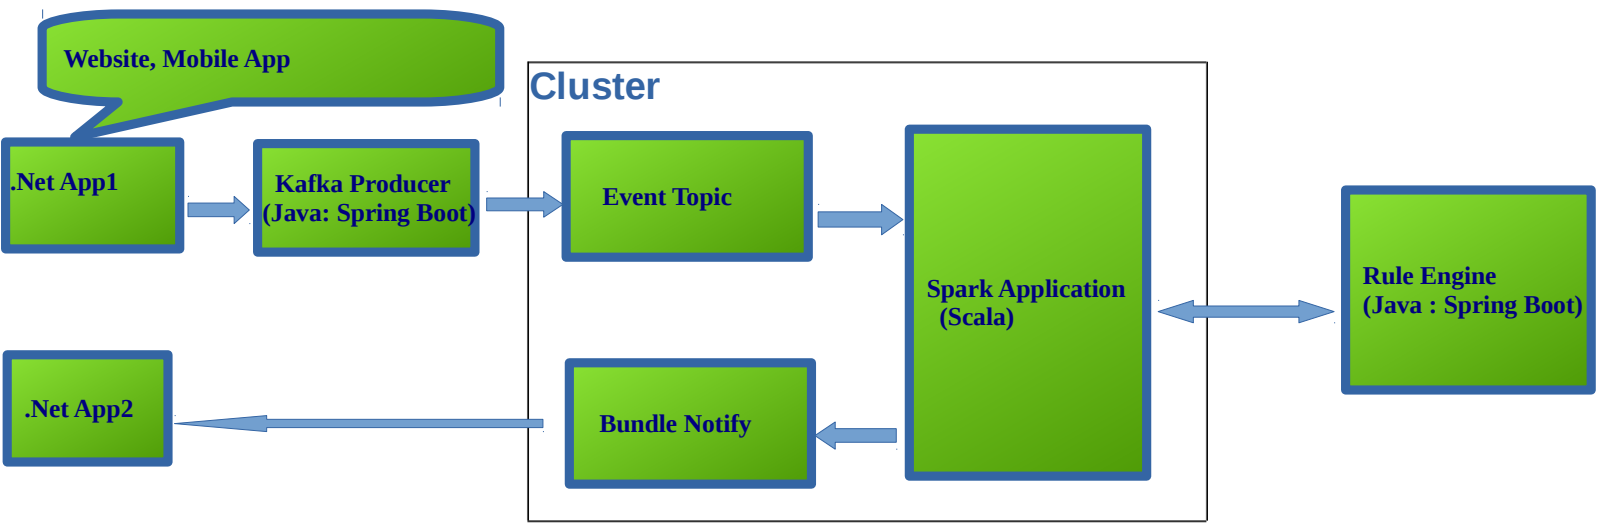 Website, Mobile App
Cluster
.Net App1
Kafka Producer
(Java: Spring Boot)
Event Topic
Spark Application
(Scala)
Rule Engine
(Java : Spring Boot)
.Net App2
Bundle Notify